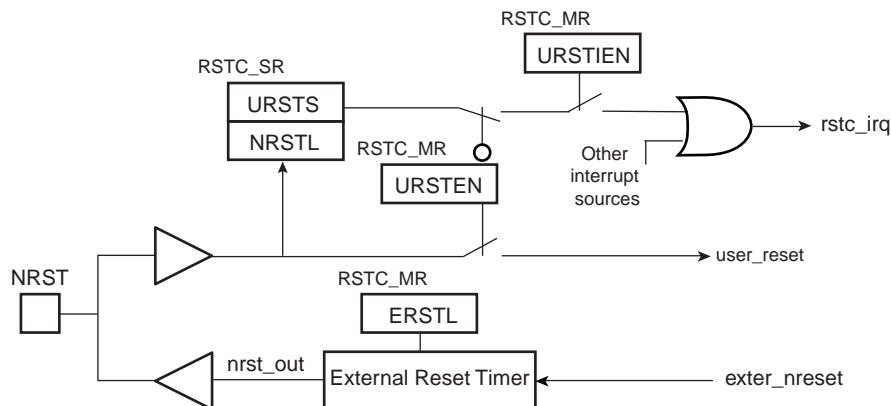 RSTC_MR
URSTIEN
RSTC_SR
URSTS
NRSTL
rstc_irq
RSTC_MR
Other
interrupt
sources
URSTEN
user_reset
NRST
RSTC_MR
ERSTL
nrst_out
External Reset Timer
exter_nreset